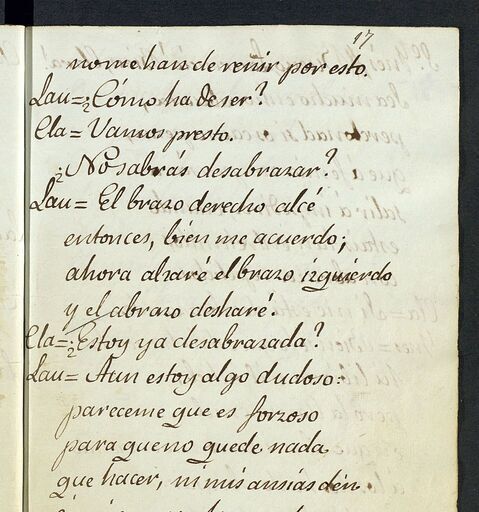 17
no me han de renir por esto.
Lau= ¿Cómo ha de ser?
Cla= Vamos presto.
¿No sabrás desabrazar?
Lau= El brazo derecho alcé
entonces, bien me acuerdo;
ahora alzaré el brazo izquierdo
y el abrazo desharé.
Cla= ¿Estoy ya desabrazada?
Lau= Aun estoy algo dudoso:
pareceme que es forzoso
para que no quede nada
que hacer, ni mis ansias dén